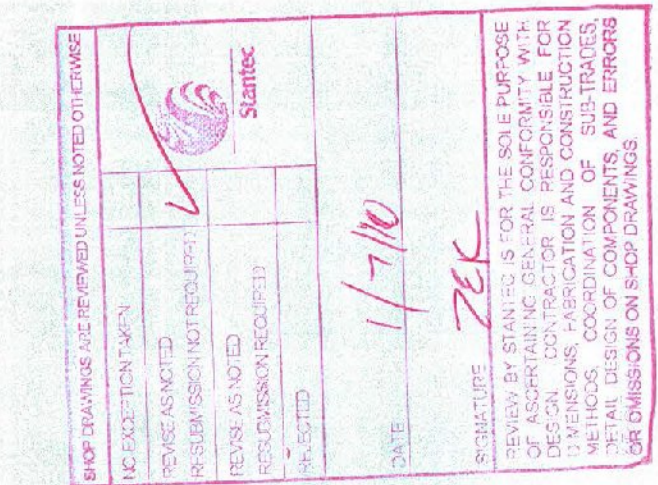 SHOP DRAWINGS ARE REVIEWED UNLESS NOTED OTHERWISE
NO EXCEPTION TAKEN
REVISE AS NOTED
RESUBMISSION NOT REQUIRED
✓
REVISE AS NOTED
RESUBMISSION REQUIRED
REJECTED
Stantec
DATE 1/7/10
SIGNATURE
REVIEW BY STANTEC IS FOR THE SOLE PURPOSE
OF ASCERTAINING GENERAL CONFORMITY WITH
DESIGN. CONTRACTOR IS RESPONSIBLE FOR
DIMENSIONS, FABRICATION AND CONSTRUCTION
METHODS, COORDINATION OF SUB-TRADES,
DETAIL DESIGN OF COMPONENTS, AND ERRORS
OR OMISSIONS ON SHOP DRAWINGS.